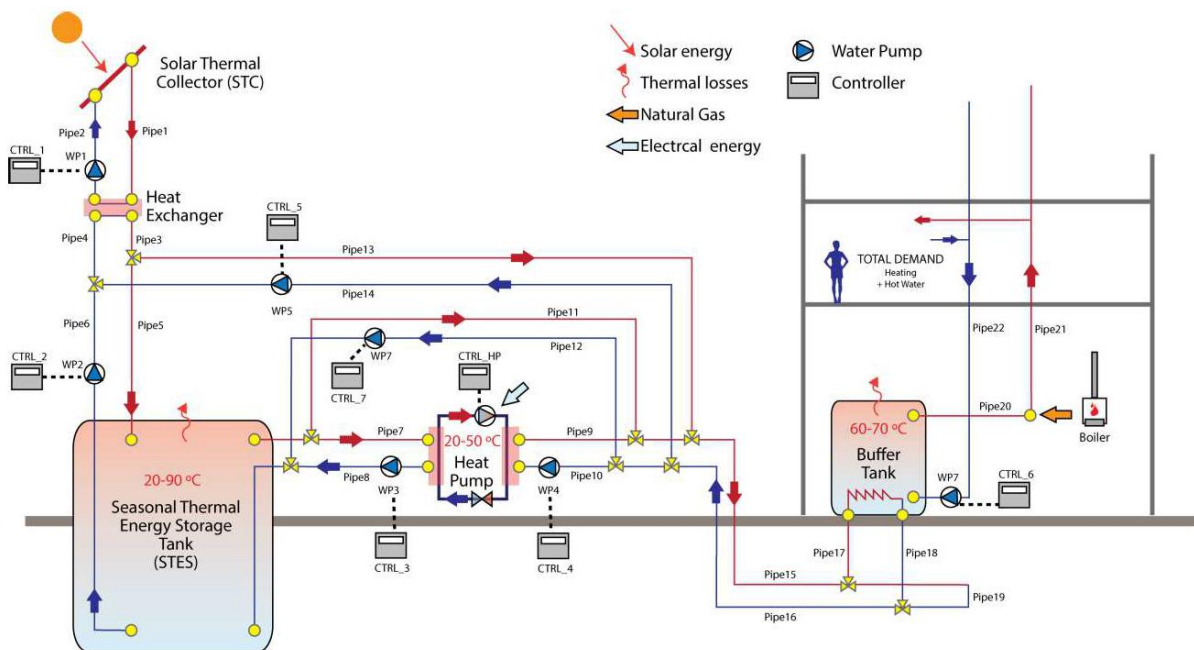 Solar Thermal
Collector (STC)
Solar energy
Thermal losses
Natural Gas
Electrcal energy
Water Pump
Controller
Pipe2
Pipe1
CTRL_1
WP1
Heat
Exchanger
CTRL_5
Pipe4
Pipe3
Pipe13
Pipe14
WP5
Pipe6
Pipe5
CTRL_2
WP2
Pipe11
Pipe12
WP7
CTRL_7
CTRL_HP
TOTAL DEMAND
Heating
+ Hot Water
Pipe22
Pipe21
Pipe20
Boiler
20-90 ºC
Seasonal Thermal
Energy Storage
Tank
(STES)
Pipe7
Pipe8
WP3
CTRL_3
20-50 ºC
Heat
Pump
Pipe9
Pipe10
WP4
CTRL_4
60-70 ºC
Buffer
Tank
WP7
CTRL_6
Pipe17
Pipe18
Pipe15
Pipe16
Pipe19